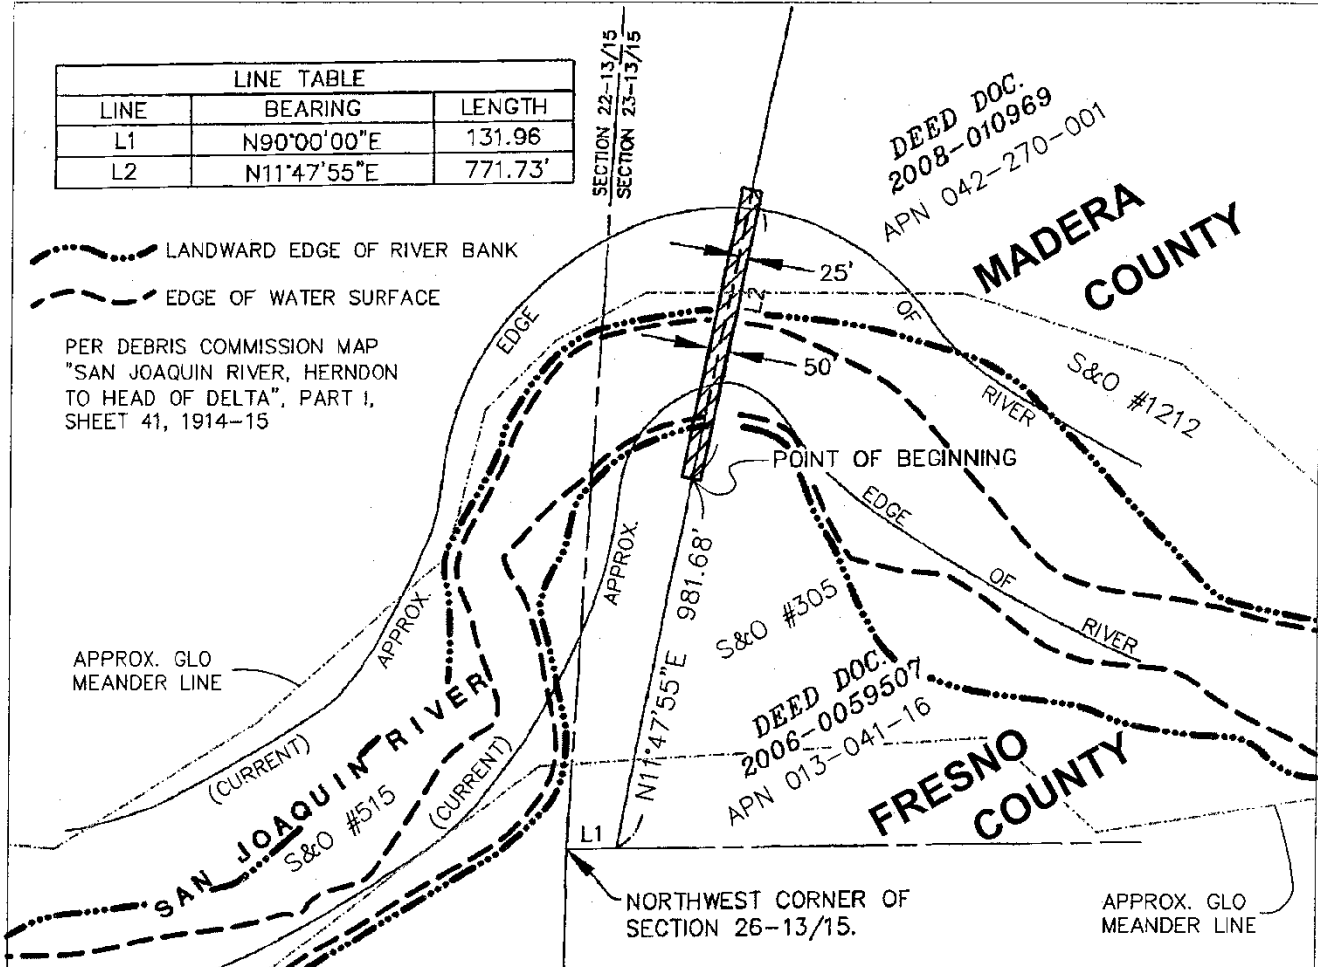 LINE TABLE
LINE BEARING LENGTH
L1 N90°00'00"E 131.96
L2 N11°47'55"E 771.73'
SECTION 22-13/15
SECTION 23-13/15
DEED DOC.
2008-010969
APN 042-270-001
MADERA
COUNTY
LANDWARD EDGE OF RIVER BANK
EDGE OF WATER SURFACE
PER DEBRIS COMMISSION MAP
"SAN JOAQUIN RIVER, HERNDON
TO HEAD OF DELTA", PART I,
SHEET 41, 1914-15
EDGE
OF
RIVER
25'
L2
50'
S&O #1212
POINT OF BEGINNING
EDGE
OF
RIVER
APPROX.
APPROX.
N11°47'55"E 981.68'
S&O #305
DEED DOC.
2006-0059507
APN 013-041-16
FRESNO
COUNTY
APPROX. GLO
MEANDER LINE
(CURRENT)
(CURRENT)
SAN JOAQUIN RIVER
S&O #515
L1
NORTHWEST CORNER OF
SECTION 26-13/15.
APPROX. GLO
MEANDER LINE